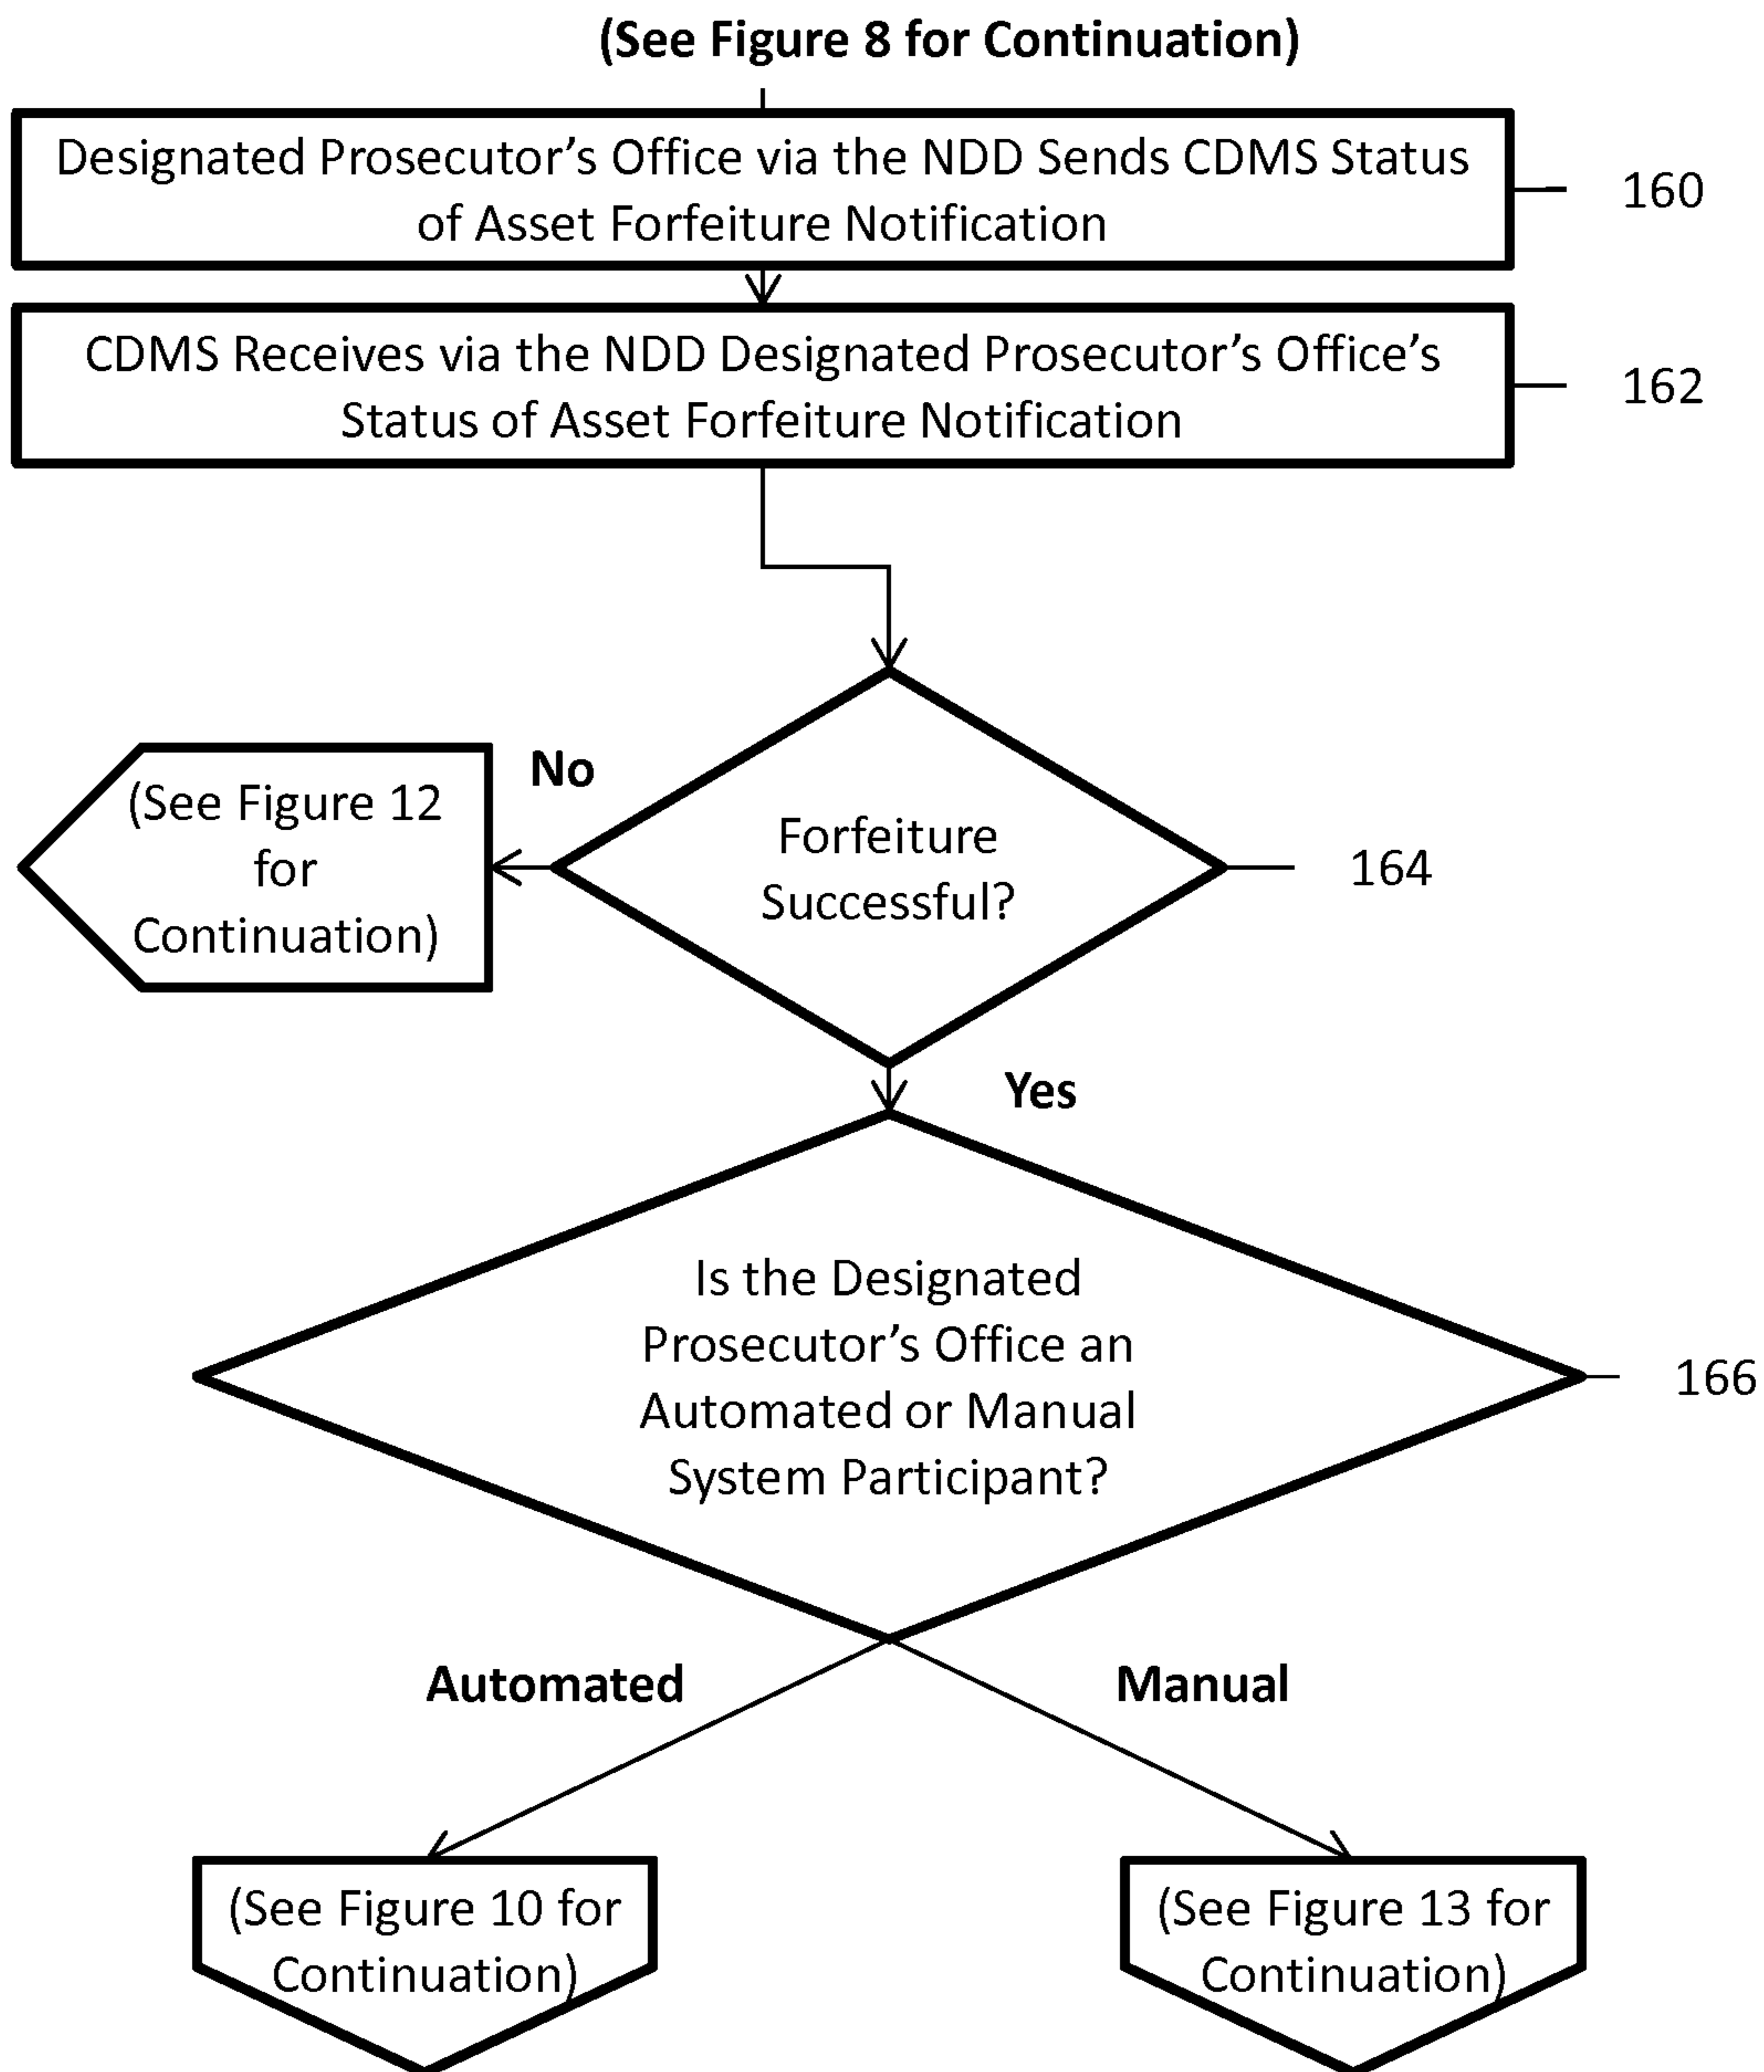 (See Figure 8 for Continuation)
Designated Prosecutor’s Office via the NDD Sends CDMS Status
of Asset Forfeiture Notification
160
CDMS Receives via the NDD Designated Prosecutor’s Office’s
Status of Asset Forfeiture Notification
162
No
(See Figure 12
for
Continuation)
Forfeiture
Successful?
164
Yes
Is the Designated
Prosecutor’s Office an
Automated or Manual
System Participant?
166
Automated
Manual
(See Figure 10 for
Continuation)
(See Figure 13 for
Continuation)